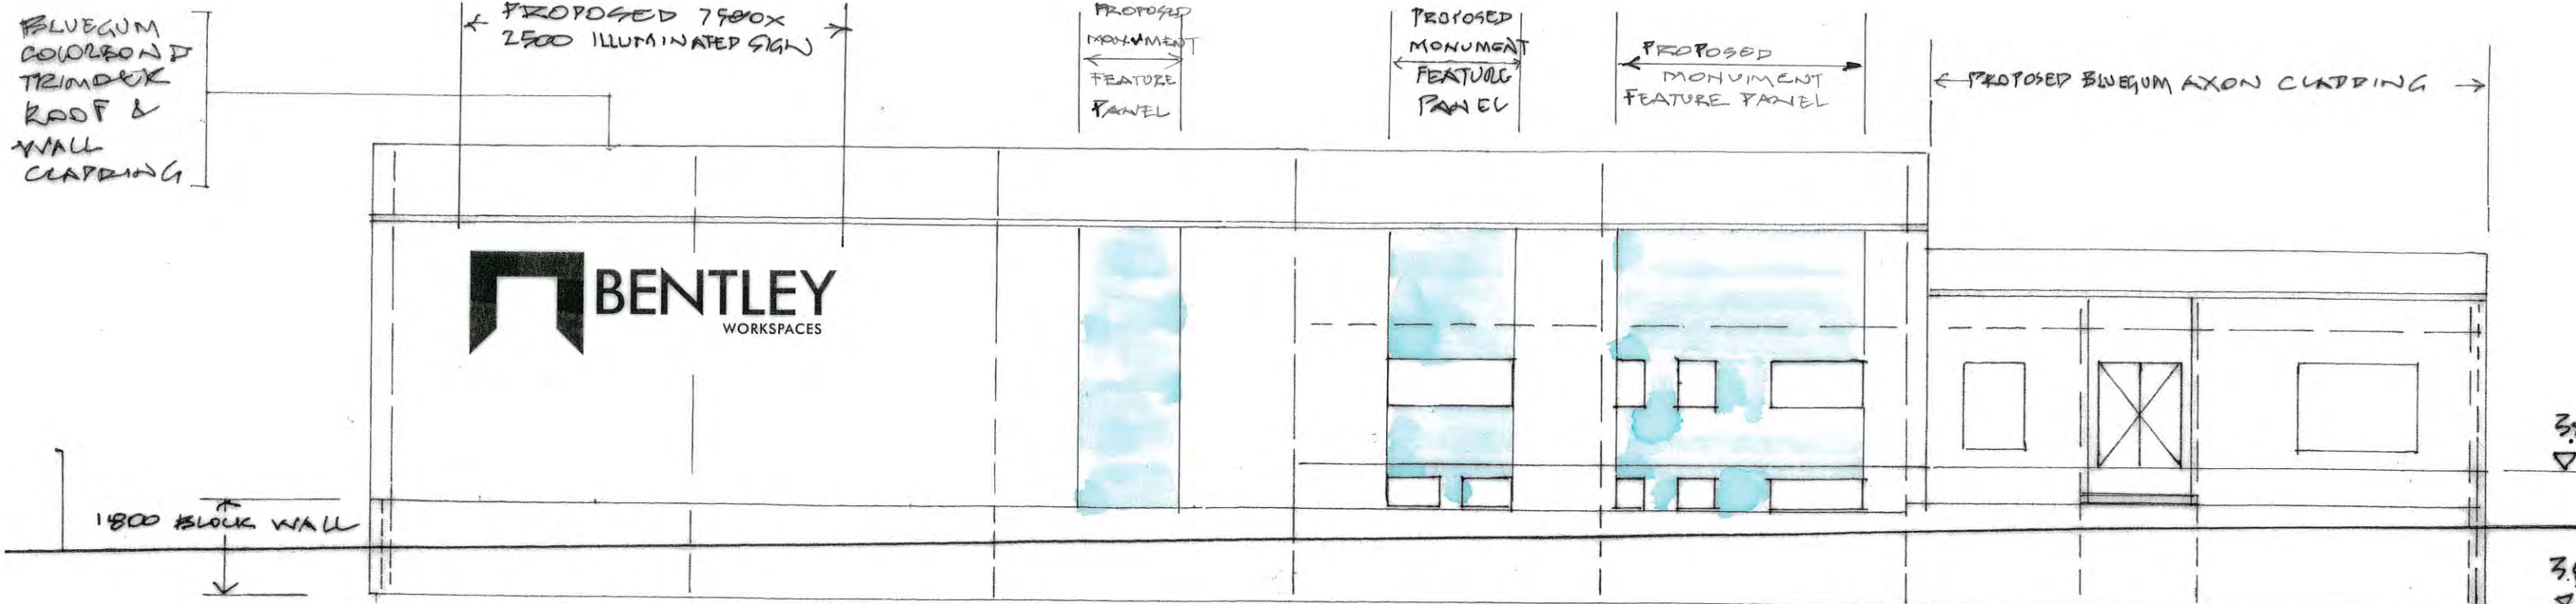 BLUEGUM
COLORBOND
TRIMDEK
ROOF &
WALL
CLADDING
PROPOSED 7500x
2500 ILLUMINATED SIGN
PROPOSED
MONUMENT
FEATURE
PANEL
PROPOSED
MONUMENT
FEATURE
PANEL
PROPOSED
MONUMENT
FEATURE PANEL
PROPOSED BLUEGUM AXON CLADDING
BENTLEY
WORKSPACES
1800 BLOCK WALL